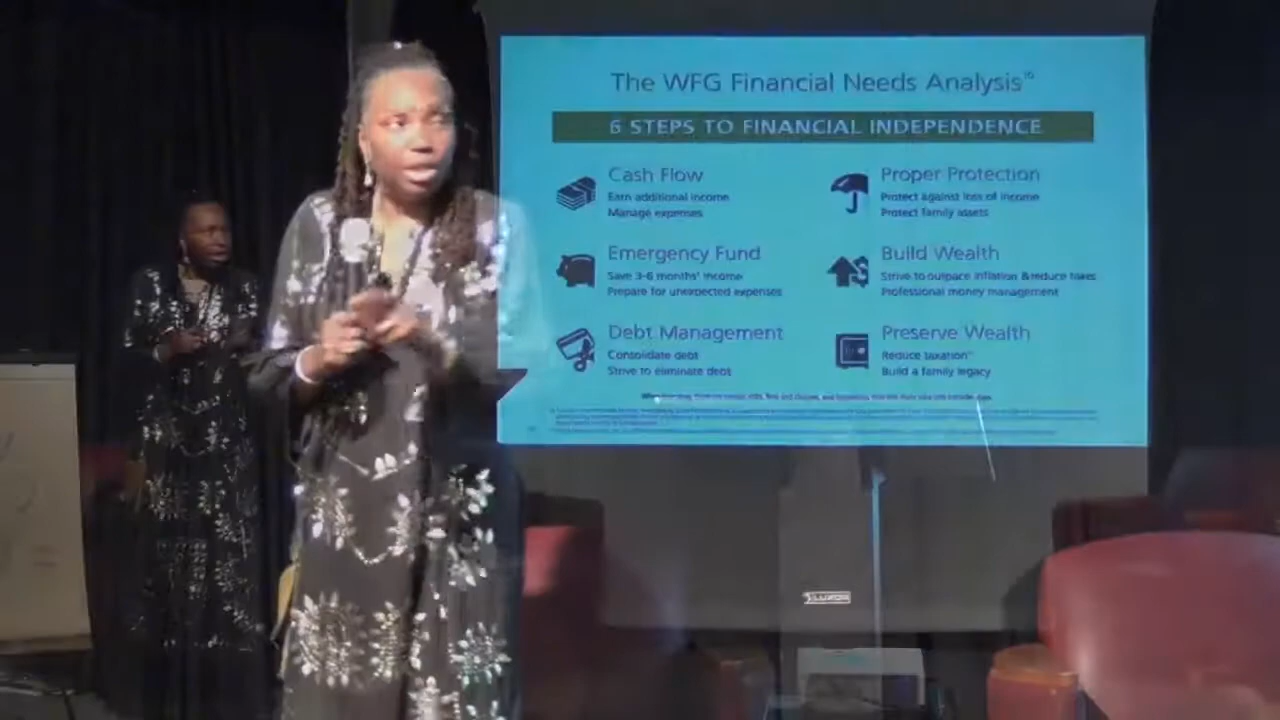 The WFG Financial Needs Analysis
6 STEPS TO FINANCIAL INDEPENDENCE
Cash Flow
Earn additional income
Manage expenses
Emergency Fund
Save 3-6 months' income
Prepare for unexpected expenses
Debt Management
Consolidate debt
Strive to eliminate debt
Proper Protection
Protect against loss of income
Protect family assets
Build Wealth
Strive to outpace inflation & reduce taxes
Professional money management
Preserve Wealth
Reduce taxation
Build a family legacy
LUXOR